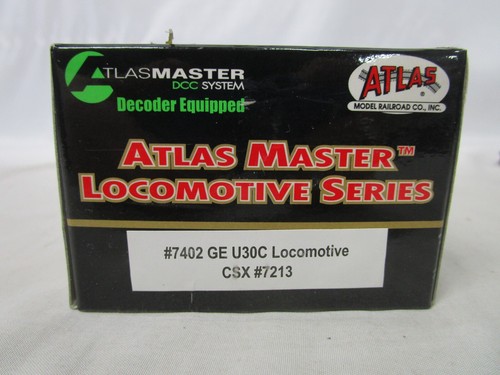 ATLASMASTER
DCC SYSTEM
Decoder Equipped
ATLAS
®
MODEL RAILROAD CO., INC.
ATLAS MASTER™
LOCOMOTIVE SERIES
#7402 GE U30C Locomotive
CSX #7213